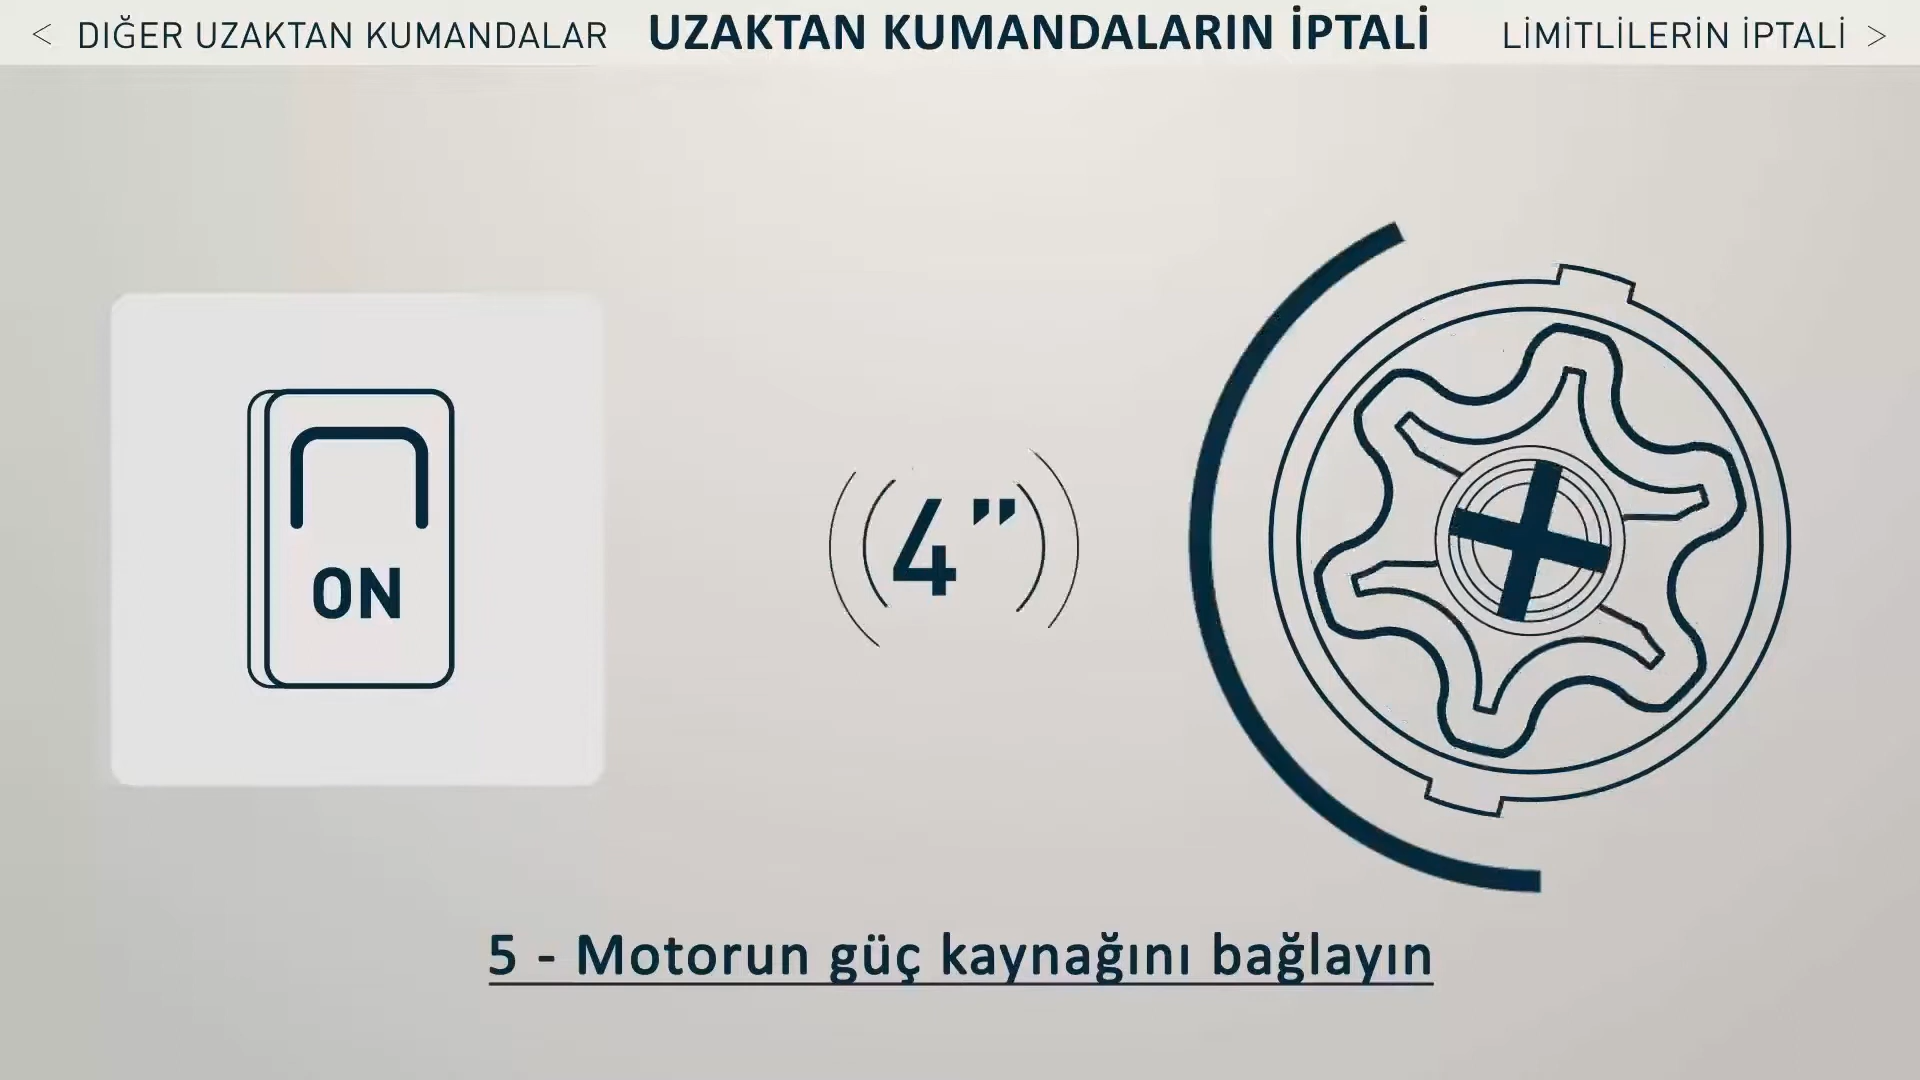 < DIĞER UZAKTAN KUMANDALAR
UZAKTAN KUMANDALARIN İPTALİ
LİMİTLİLERİN İPTALİ >
ON
4”
5 - Motorun güç kaynağını bağlayın